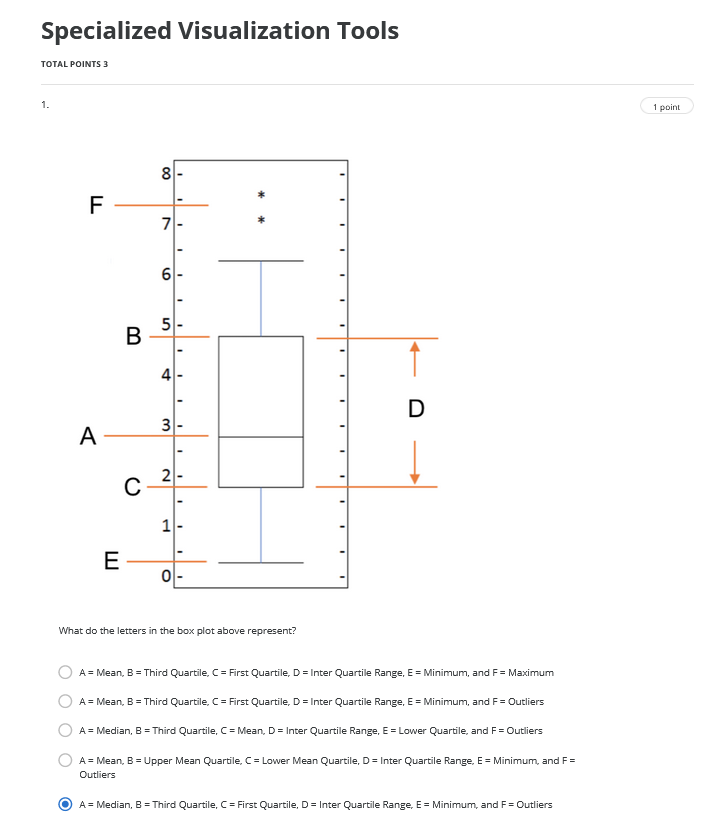 Specialized Visualization Tools
TOTAL POINTS 3
1.
1 point
8
F
*
*
7
6
5
B
4
D
3
A
2
C
1
E
0
What do the letters in the box plot above represent?
A = Mean, B = Third Quartile, C = First Quartile, D = Inter Quartile Range, E = Minimum, and F = Maximum
A = Mean, B = Third Quartile, C = First Quartile, D = Inter Quartile Range, E = Minimum, and F = Outliers
A = Median, B = Third Quartile, C = Mean, D = Inter Quartile Range, E = Lower Quartile, and F = Outliers
A = Mean, B = Upper Mean Quartile, C = Lower Mean Quartile, D = Inter Quartile Range, E = Minimum, and F =
Outliers
A = Median, B = Third Quartile, C = First Quartile, D = Inter Quartile Range, E = Minimum, and F = Outliers